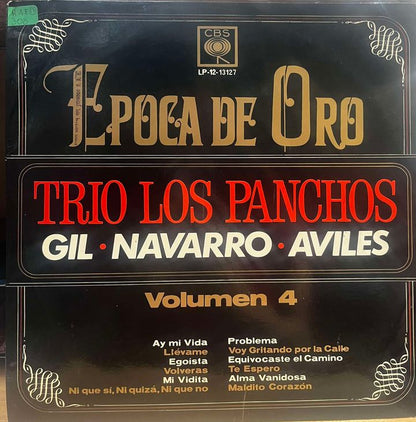 CBS
LP-12-13127
EPOCA DE ORO
TRIO LOS PANCHOS
GIL · NAVARRO · AVILES
Volumen 4
Ay mi Vida
Llévame
Egoista
Volveras
Mi Vidita
Ni que sí, Ni quizá, Ni que no
Problema
Voy Gritando por la Calle
Equivocaste el Camino
Te Espero
Alma Vanidosa
Maldito Corazón